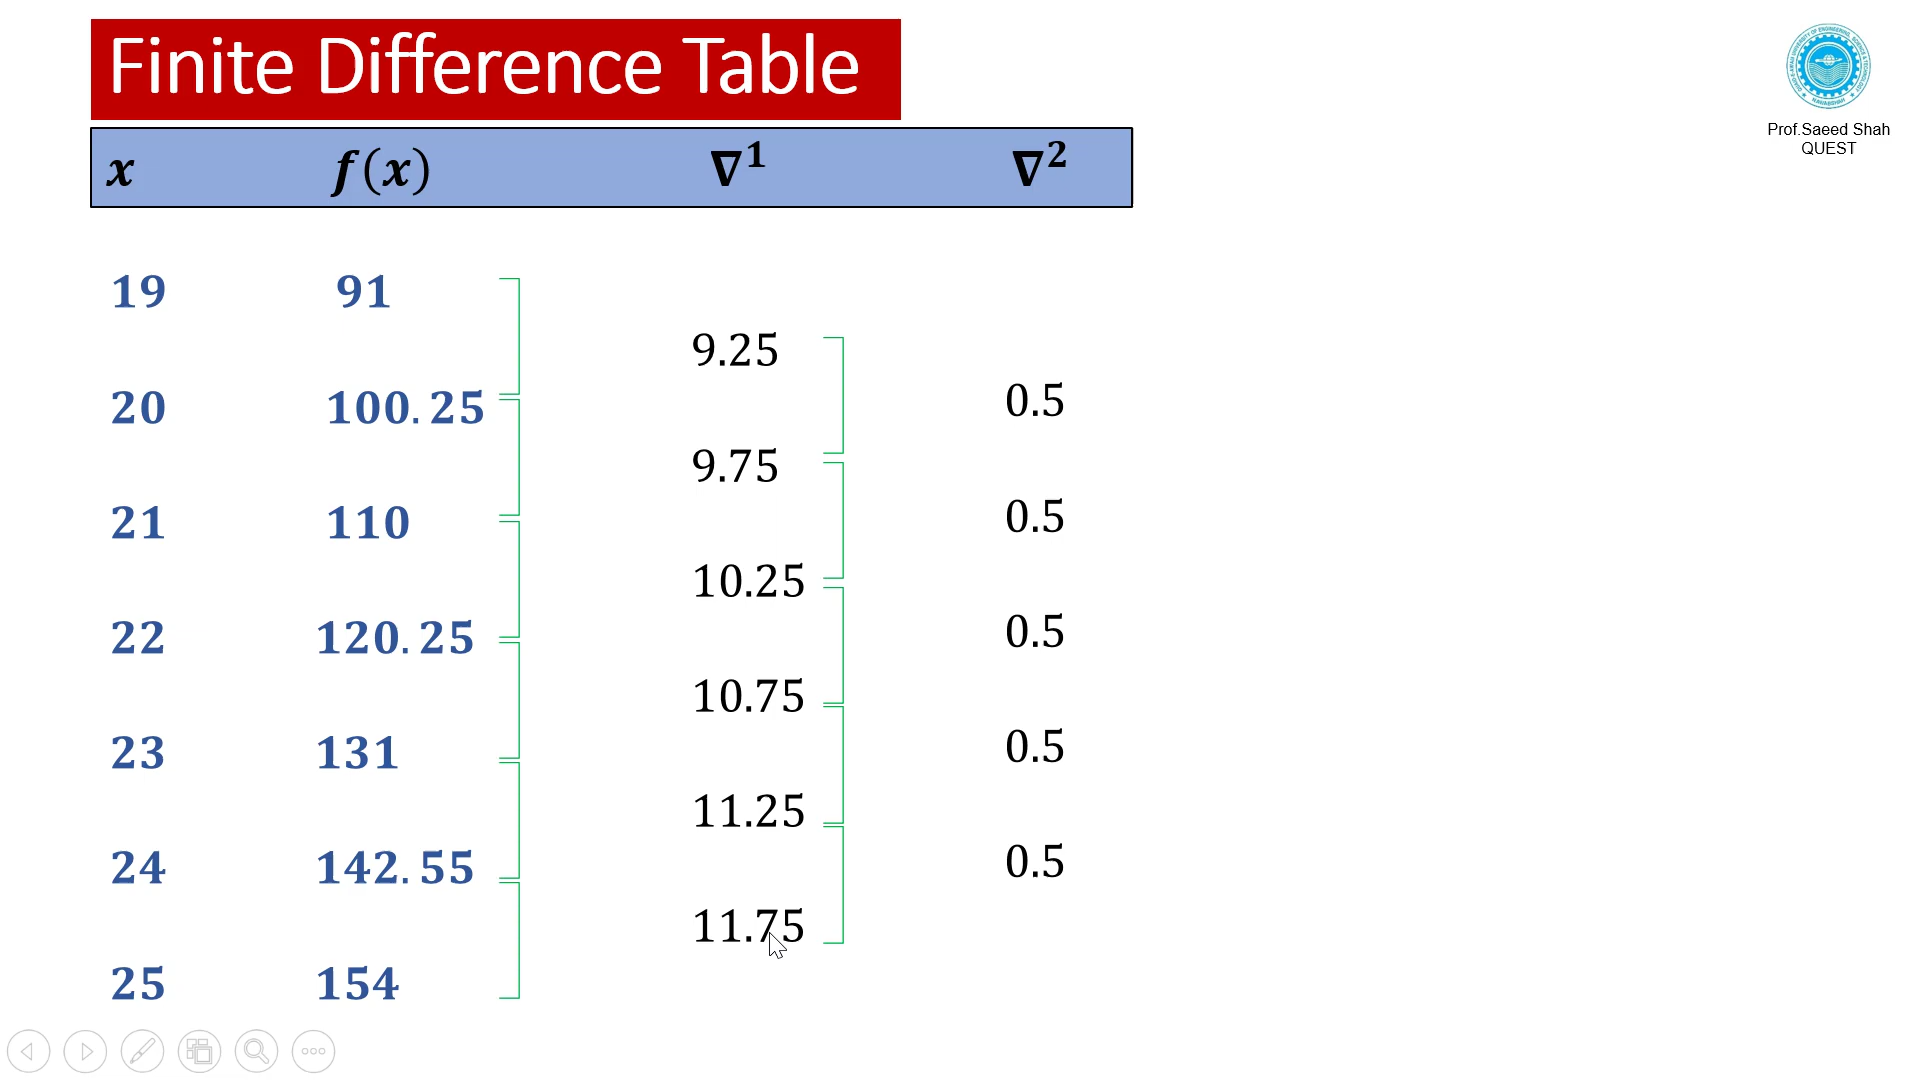 Finite Difference Table
Prof.Saeed Shah
QUEST
x f(x) ∇¹ ∇²
19 91
9.25
20 100.25 0.5
9.75
21 110 0.5
10.25
22 120.25 0.5
10.75
23 131 0.5
11.25
24 142.55 0.5
11.75
25 154